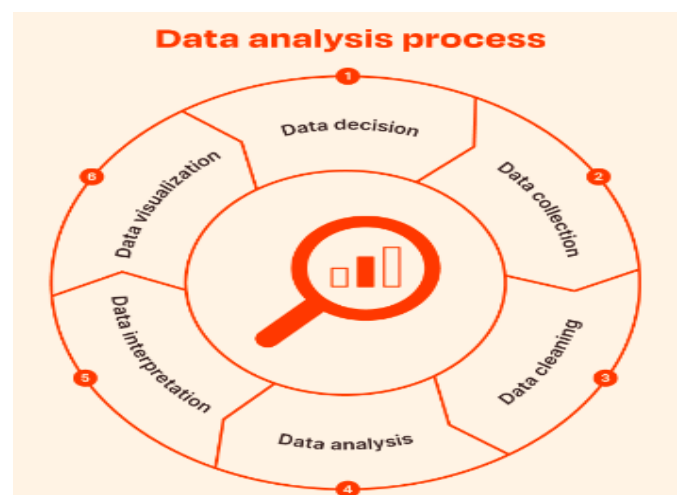 Data analysis process
1
Data decision
2
Data collection
3
Data cleaning
4
Data analysis
5
Data interpretation
6
Data visualization